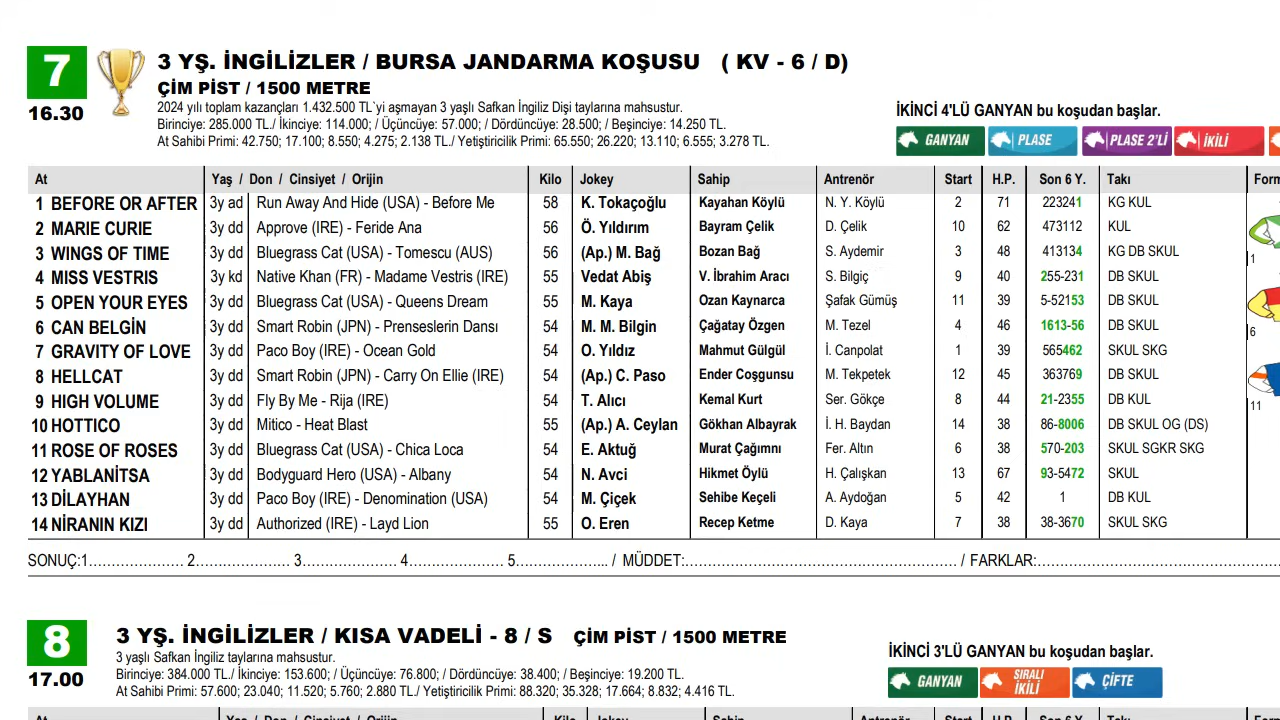 7
16.30
3 YŞ. İNGİLİZLER / BURSA JANDARMA KOŞUSU ( KV - 6 / D)
ÇİM PİST / 1500 METRE
2024 yılı toplam kazançları 1.432.500 TL`yi aşmayan 3 yaşlı Safkan İngiliz Dişi taylarına mahsustur.
Birinciye: 285.000 TL./ İkinciye: 114.000; / Üçüncüye: 57.000; / Dördüncüye: 28.500; / Beşinciye: 14.250 TL.
At Sahibi Primi: 42.750; 17.100; 8.550; 4.275; 2.138 TL./ Yetiştiricilik Primi: 65.550; 26.220; 13.110; 6.555; 3.278 TL.
İKİNCİ 4'LÜ GANYAN bu koşudan başlar.
GANYAN PLASE PLASE 2'Lİ İKİLİ
At Yaş / Don / Cinsiyet / Orijin Kilo Jokey Sahip Antrenör Start H.P. Son 6 Y. Takı Form
1 BEFORE OR AFTER 3y ad Run Away And Hide (USA) - Before Me 58 K. Tokaçoğlu Kayahan Köylü N. Y. Köylü 2 71 223241 KG KUL
2 MARIE CURIE 3y dd Approve (IRE) - Feride Ana 56 Ö. Yıldırım Bayram Çelik D. Çelik 10 62 473112 KUL
3 WINGS OF TIME 3y dd Bluegrass Cat (USA) - Tomescu (AUS) 56 (Ap.) M. Bağ Bozan Bağ S. Aydemir 3 48 413134 KG DB SKUL
4 MISS VESTRIS 3y kd Native Khan (FR) - Madame Vestris (IRE) 55 Vedat Abiş V. İbrahim Aracı S. Bilgiç 9 40 255-231 DB SKUL
5 OPEN YOUR EYES 3y dd Bluegrass Cat (USA) - Queens Dream 55 M. Kaya Ozan Kaynarca Şafak Gümüş 11 39 5-52153 DB SKUL
6 CAN BELGİN 3y dd Smart Robin (JPN) - Prenseslerin Dansı 54 M. M. Bilgin Çağatay Özgen M. Tezel 4 46 1613-56 DB SKUL
7 GRAVITY OF LOVE 3y dd Paco Boy (IRE) - Ocean Gold 54 O. Yıldız Mahmut Gülgül İ. Canpolat 1 39 565462 SKUL SKG
8 HELLCAT 3y dd Smart Robin (JPN) - Carry On Ellie (IRE) 54 (Ap.) C. Paso Ender Coşgunsu M. Tekpetek 12 45 363769 DB SKUL
9 HIGH VOLUME 3y dd Fly By Me - Rija (IRE) 54 T. Alıcı Kemal Kurt Ser. Gökçe 8 44 21-2355 DB KUL
10 HOTTICO 3y dd Mitico - Heat Blast 55 (Ap.) A. Ceylan Gökhan Albayrak İ. H. Baydan 14 38 86-8006 DB SKUL OG (DS)
11 ROSE OF ROSES 3y dd Bluegrass Cat (USA) - Chica Loca 54 E. Aktuğ Murat Çağımnı Fer. Altın 6 38 570-203 SKUL SGKR SKG
12 YABLANİTSA 3y dd Bodyguard Hero (USA) - Albany 54 N. Avci Hikmet Öylü H. Çalışkan 13 67 93-5472 SKUL
13 DİLAYHAN 3y dd Paco Boy (IRE) - Denomination (USA) 54 M. Çiçek Sehibe Keçeli A. Aydoğan 5 42 1 DB KUL
14 NİRANIN KIZI 3y dd Authorized (IRE) - Layd Lion 55 O. Eren Recep Ketme D. Kaya 7 38 38-3670 SKUL SKG
1
6
11
SONUÇ:1..................... 2..................... 3..................... 4..................... 5..................... / MÜDDET:............................................................ / FARKLAR:............................................................
8
17.00
3 YŞ. İNGİLİZLER / KISA VADELİ - 8 / S ÇİM PİST / 1500 METRE
3 yaşlı Safkan İngiliz taylarına mahsustur.
Birinciye: 384.000 TL./ İkinciye: 153.600; / Üçüncüye: 76.800; / Dördüncüye: 38.400; / Beşinciye: 19.200 TL.
At Sahibi Primi: 57.600; 23.040; 11.520; 5.760; 2.880 TL./ Yetiştiricilik Primi: 88.320; 35.328; 17.664; 8.832; 4.416 TL.
İKİNCİ 3'LÜ GANYAN bu koşudan başlar.
GANYAN SIRALI İKİLİ ÇİFTE
At Yaş / Don / Cinsiyet / Orijin Kilo Jokey Sahip Antrenör Start H.P. Son 6 Y. Takı